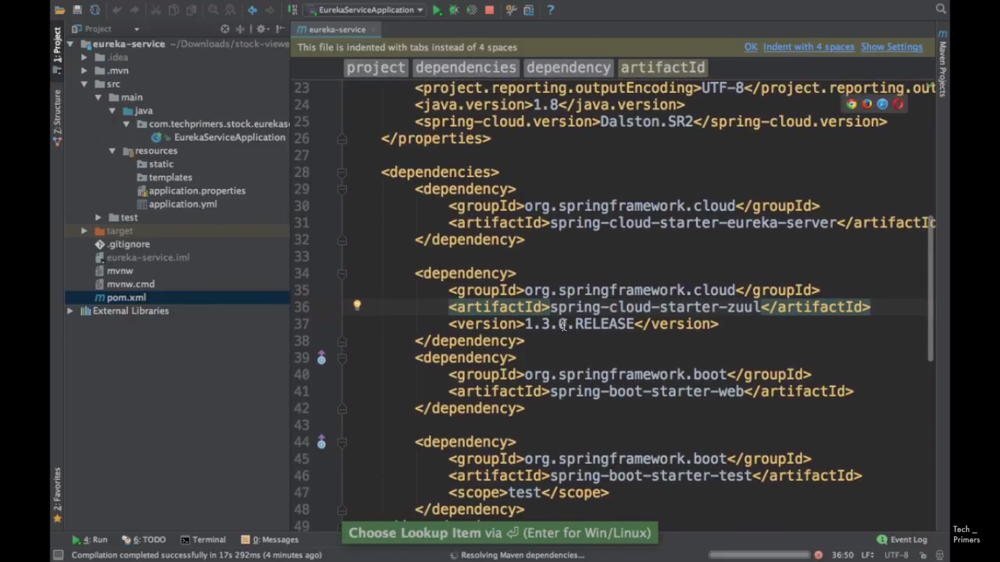 EurekaServiceApplication
Project
eureka-service
1: Project
eureka-service ~/Downloads/stock-viewe
This file is indented with tabs instead of 4 spaces
OK Indent with 4 spaces Show Settings
.idea
.mvn
src
main
java
com.techprimers.stock.eurekase
EurekaServiceApplication
resources
static
templates
application.properties
application.yml
test
target
.gitignore
eureka-service.iml
mvnw
mvnw.cmd
pom.xml
External Libraries
Z: Structure
2: Favorites
Maven Projects
project dependencies dependency artifactId
23 <project.reporting.outputEncoding>UTF-8</project.reporting.out
24 <java.version>1.8</java.version>
25 <spring-cloud.version>Dalston.SR2</spring-cloud.version>
26 </properties>
27
28 <dependencies>
29 <dependency>
30 <groupId>org.springframework.cloud</groupId>
31 <artifactId>spring-cloud-starter-eureka-server</artifactId
32 </dependency>
33
34 <dependency>
35 <groupId>org.springframework.cloud</groupId>
36 <artifactId>spring-cloud-starter-zuul</artifactId>
37 <version>1.3.0.RELEASE</version>
38 </dependency>
39 <dependency>
40 <groupId>org.springframework.boot</groupId>
41 <artifactId>spring-boot-starter-web</artifactId>
42 </dependency>
43
44 <dependency>
45 <groupId>org.springframework.boot</groupId>
46 <artifactId>spring-boot-starter-test</artifactId>
47 <scope>test</scope>
48 </dependency>
49
Choose Lookup Item via ⏎ (Enter for Win/Linux)
4: Run 6: TODO Terminal 0: Messages
1 Event Log
Compilation completed successfully in 17s 292ms (4 minutes ago)
Resolving Maven dependencies...
36:50 LF÷ UTF-8
Tech _
Primers